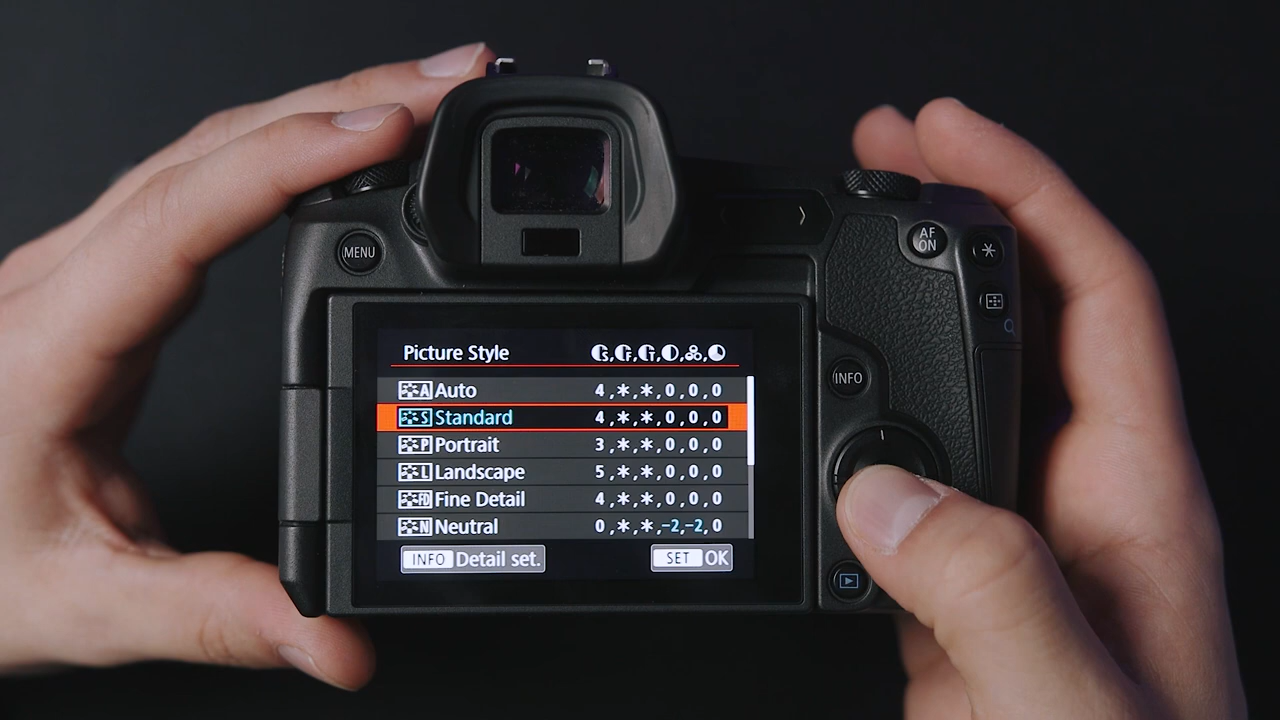 MENU
AF
ON
INFO
Picture Style S F T
A Auto 4 , * , * , 0 , 0 , 0
S Standard 4 , * , * , 0 , 0 , 0
P Portrait 3 , * , * , 0 , 0 , 0
L Landscape 5 , * , * , 0 , 0 , 0
FD Fine Detail 4 , * , * , 0 , 0 , 0
N Neutral 0 , * , * , -2 , -2 , 0
INFO Detail set. SET OK